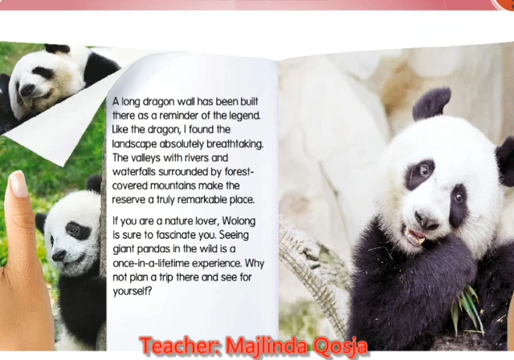 A long dragon wall has been built
there as a reminder of the legend.
Like the dragon, I found the
landscape absolutely breathtaking.
The valleys with rivers and
waterfalls surrounded by forest-
covered mountains make the
reserve a truly remarkable place.
If you are a nature lover, Wolong
is sure to fascinate you. Seeing
giant pandas in the wild is a
once-in-a-lifetime experience. Why
not plan a trip there and see for
yourself?
Teacher: Majlinda Qosja